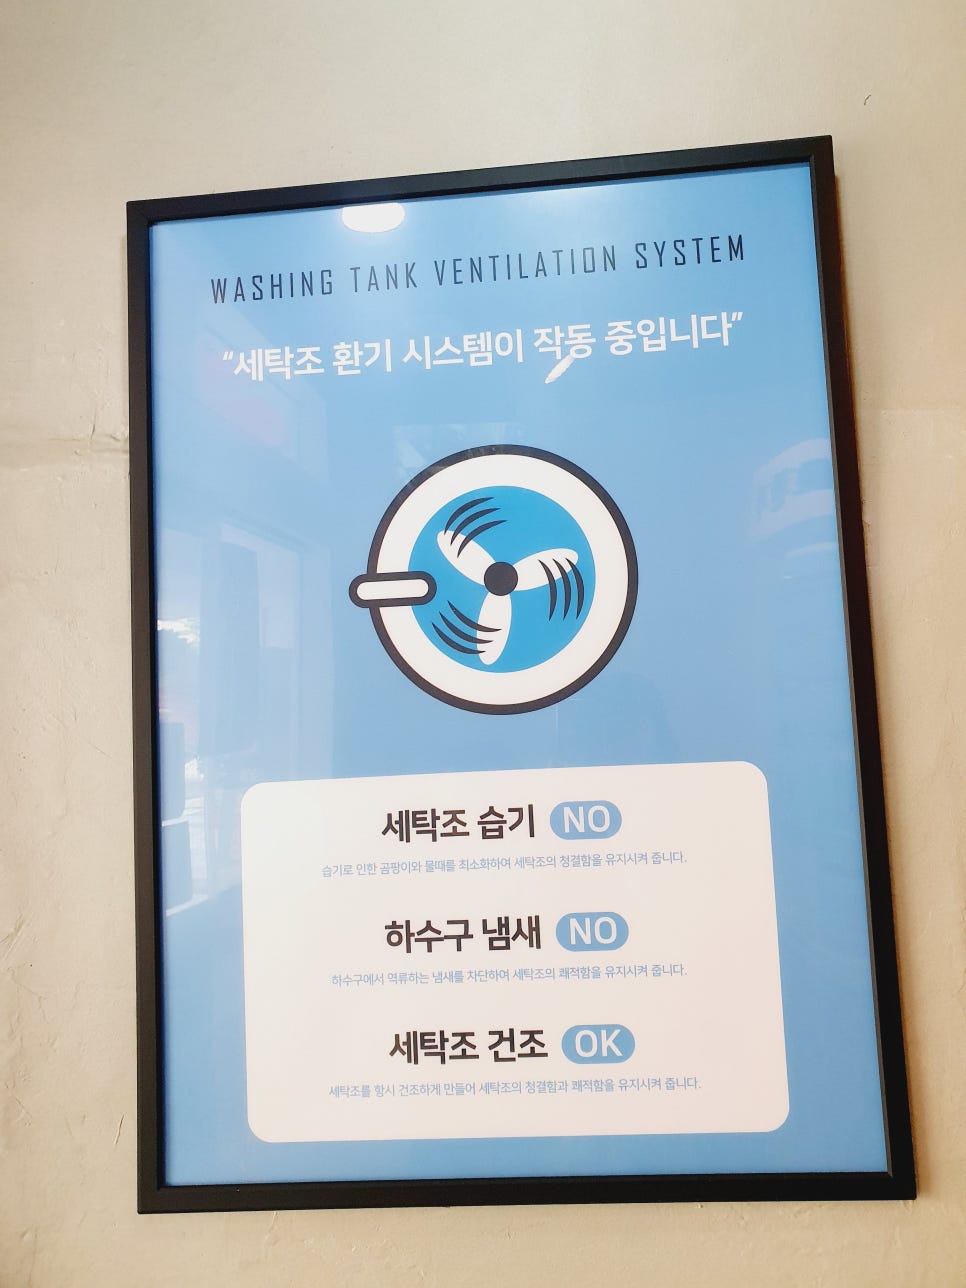 WASHING TANK VENTILATION SYSTEM
“세탁조 환기 시스템이 작동 중입니다”
세탁조 습기 NO
습기로 인한 곰팡이와 물때를 최소화하여 세탁조의 청결함을 유지시켜 줍니다.
하수구 냄새 NO
하수구에서 역류하는 냄새를 차단하여 세탁조의 쾌적함을 유지시켜 줍니다.
세탁조 건조 OK
세탁조를 항시 건조하게 만들어 세탁조의 청결함과 쾌적함을 유지시켜 줍니다.